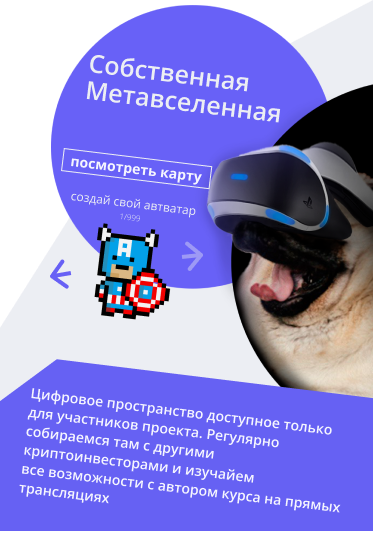 Собственная
Метавселенная
посмотреть карту
создай свой автватар
1/999
Цифровое пространство доступное только
для участников проекта. Регулярно
собираемся там с другими
криптоинвесторами и изучаем
все возможности с автором курса на прямых
трансляциях